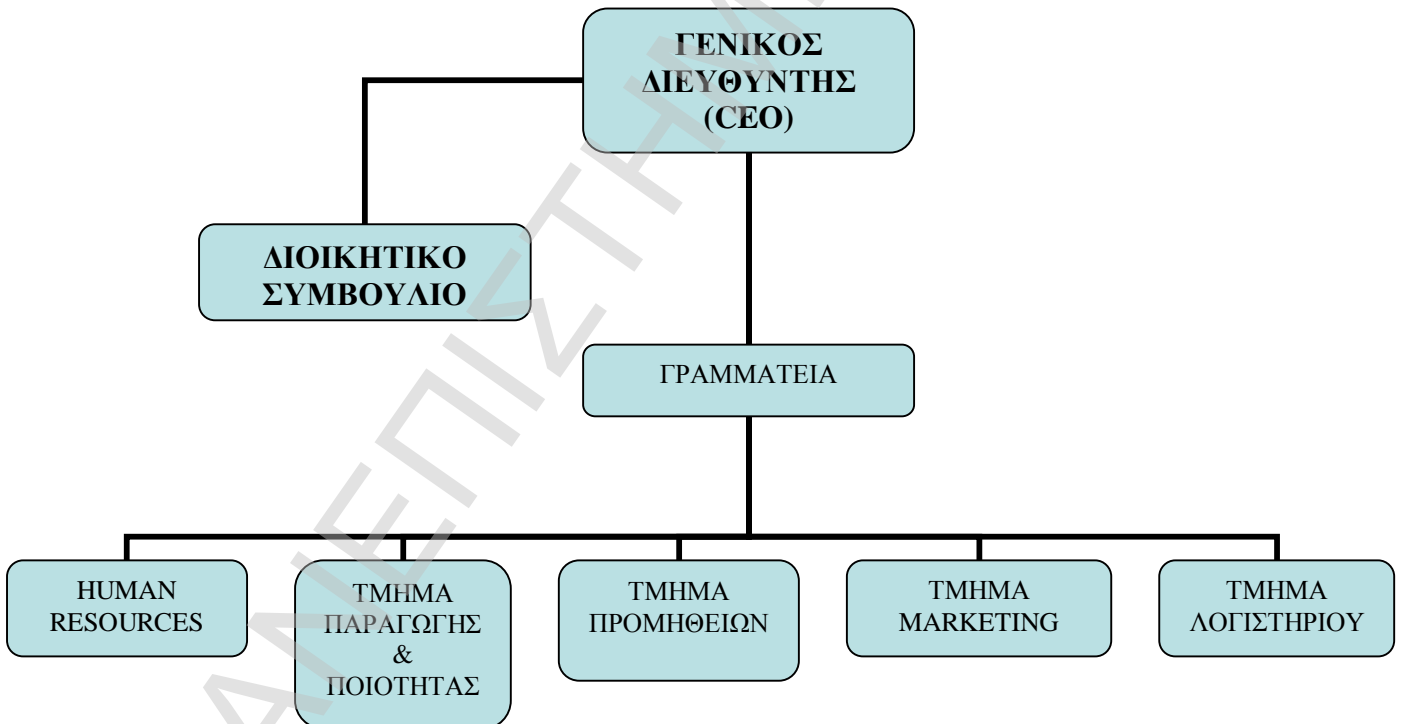 ΓΕΝΙΚΟΣ
ΔΙΕΥΘΥΝΤΗΣ
(CEO)
ΔΙΟΙΚΗΤΙΚΟ
ΣΥΜΒΟΥΛΙΟ
ΓΡΑΜΜΑΤΕΙΑ
HUMAN
RESOURCES
ΤΜΗΜΑ
ΠΑΡΑΓΩΓΗΣ
&
ΠΟΙΟΤΗΤΑΣ
ΤΜΗΜΑ
ΠΡΟΜΗΘΕΙΩΝ
ΤΜΗΜΑ
MARKETING
ΤΜΗΜΑ
ΛΟΓΙΣΤΗΡΙΟΥ